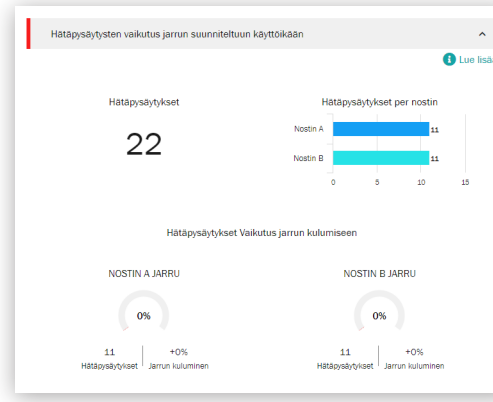 Hätäpysäytysten vaikutus jarrun suunniteltuun käyttöikään
Lue lisää
Hätäpysäytykset
22
Hätäpysäytykset per nostin
Nostin A
11
Nostin B
11
0 5 10 15
Hätäpysäytykset Vaikutus jarrun kulumiseen
NOSTIN A JARRU
0%
11 +0%
Hätäpysäytykset Jarrun kuluminen
NOSTIN B JARRU
0%
11 +0%
Hätäpysäytykset Jarrun kuluminen